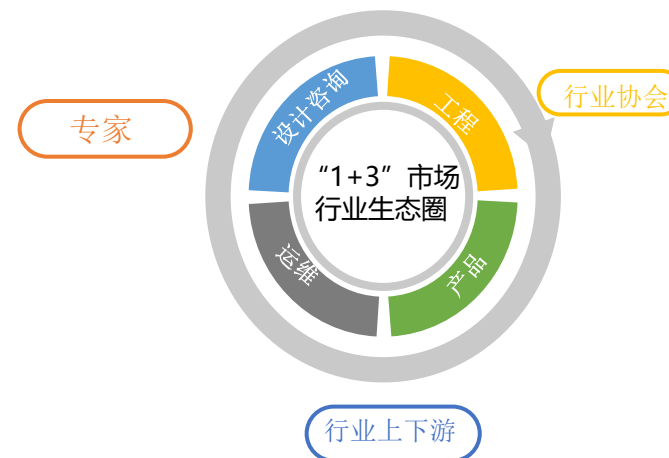 设计咨询
工程
行业协会
专家
“1+3”市场
行业生态圈
运维
产品
行业上下游